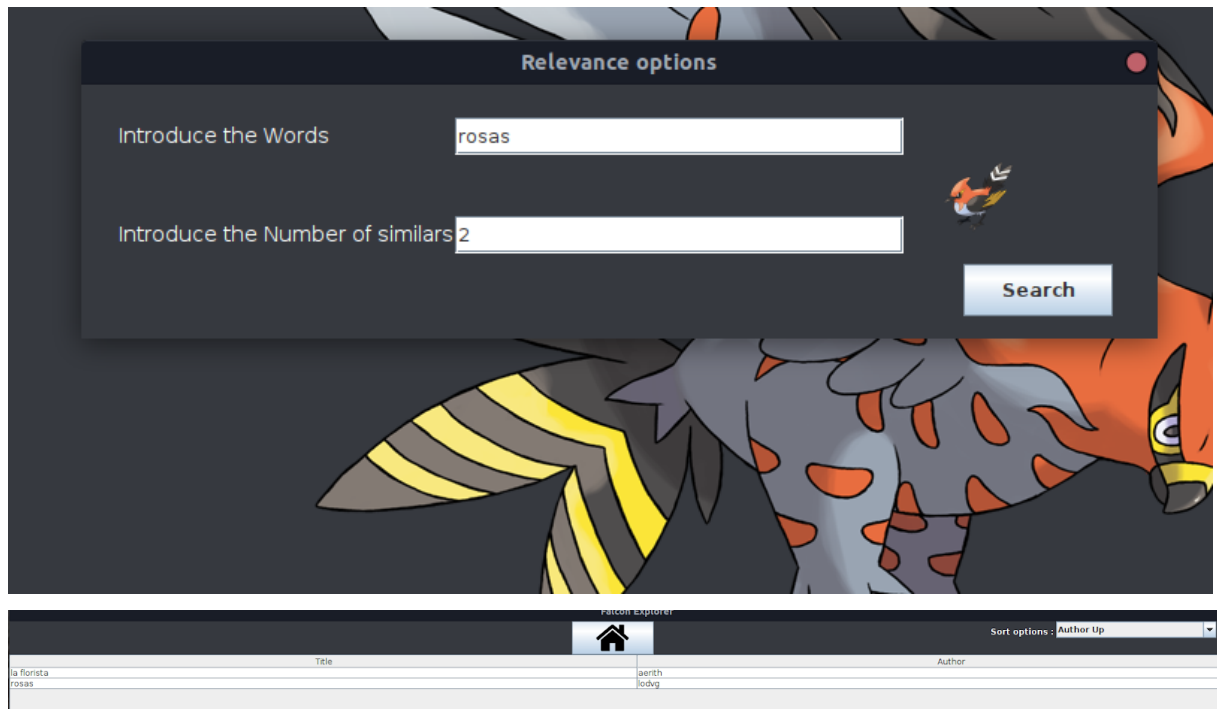 Relevance options
Introduce the Words rosas
Introduce the Number of similars 2
Search
Falcon Explorer
Sort options : Author Up
Title Author
la florista aerith
rosas lodvg